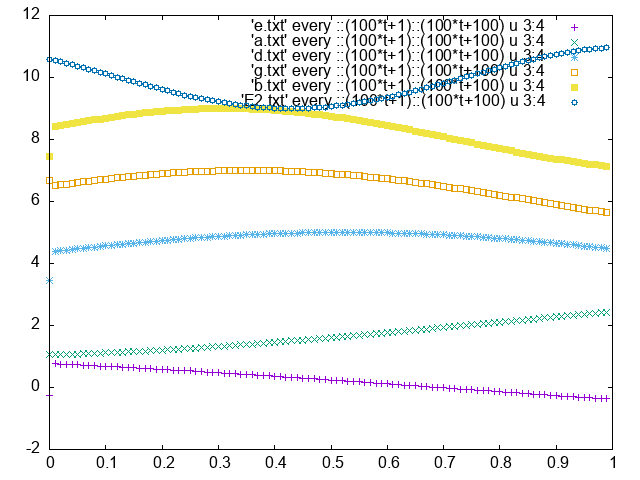 12
10
8
6
4
2
0
-2
'e.txt' every ::(100*t+1)::(100*t+100) u 3:4
'a.txt' every ::(100*t+1)::(100*t+100) u 3:4
'd.txt' every ::(100*t+1)::(100*t+100) u 3:4
'g.txt' every ::(100*t+1)::(100*t+100) u 3:4
'b.txt' every ::(100*t+1)::(100*t+100) u 3:4
'E2.txt' every ::(100*t+1)::(100*t+100) u 3:4
0 0.1 0.2 0.3 0.4 0.5 0.6 0.7 0.8 0.9 1